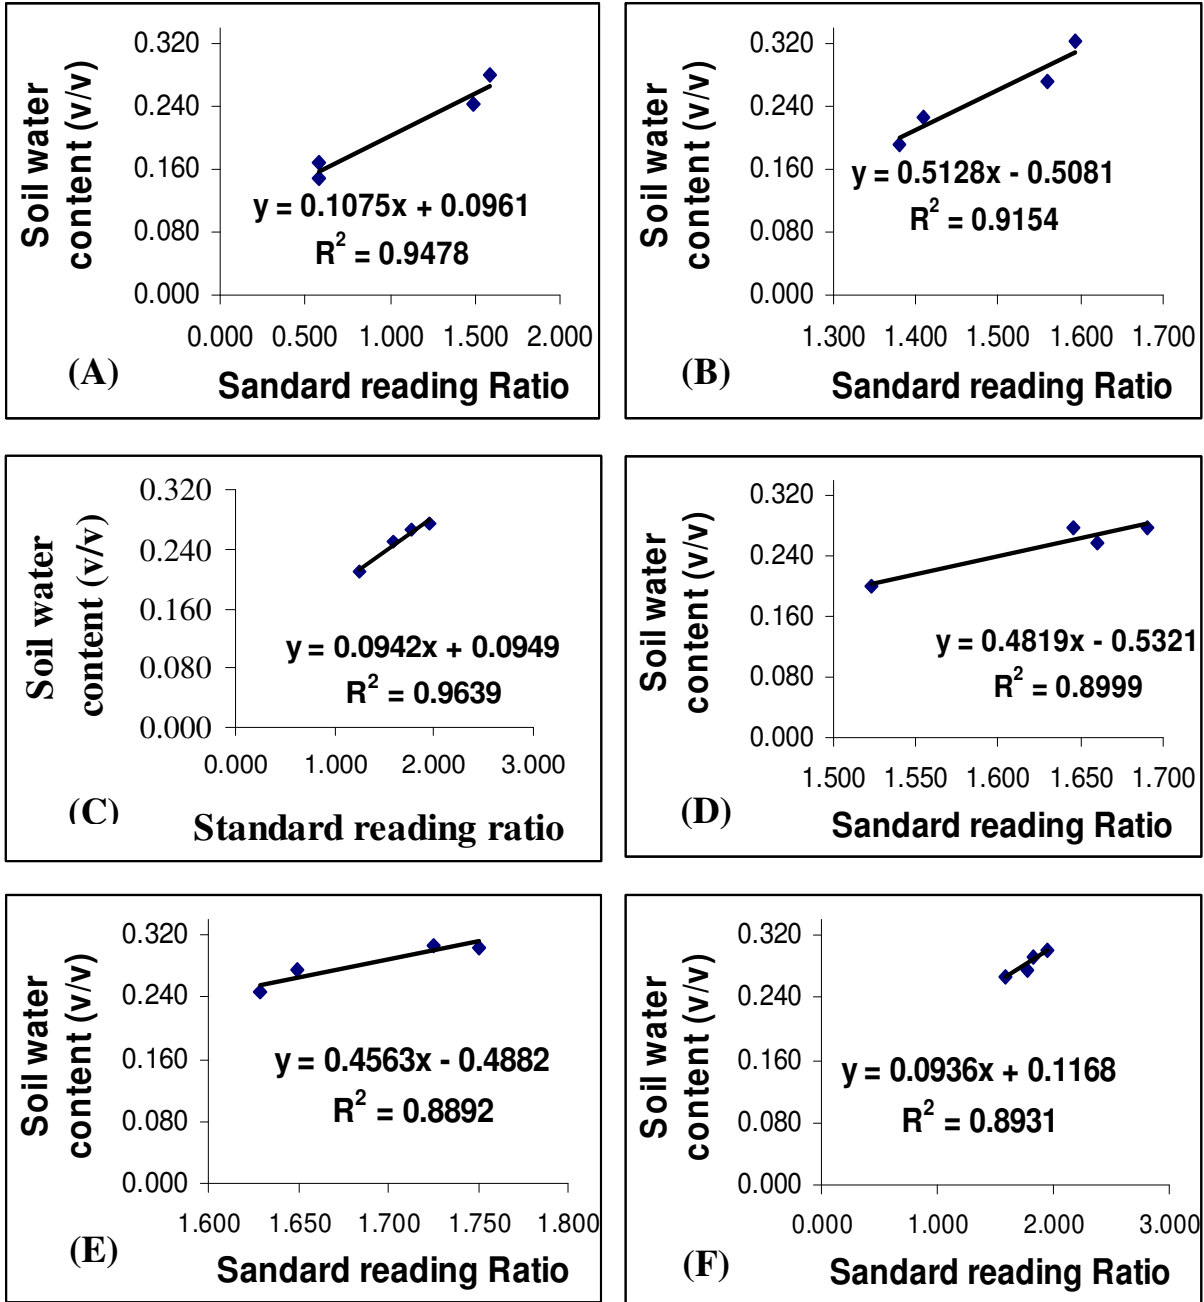 Soil water
content (v/v)
0.320
0.240
0.160
0.080
0.000
y = 0.1075x + 0.0961
R² = 0.9478
0.000 0.500 1.000 1.500 2.000
(A)
Sandard reading Ratio
Soil water
content (v/v)
0.320
0.240
0.160
0.080
0.000
y = 0.5128x - 0.5081
R² = 0.9154
1.300 1.400 1.500 1.600 1.700
(B)
Sandard reading Ratio
Soil water
content (v/v)
0.320
0.240
0.160
0.080
0.000
y = 0.0942x + 0.0949
R² = 0.9639
0.000 1.000 2.000 3.000
(C)
Standard reading ratio
Soil water
content (v/v)
0.320
0.240
0.160
0.080
0.000
y = 0.4819x - 0.5321
R² = 0.8999
1.500 1.550 1.600 1.650 1.700
(D)
Sandard reading Ratio
Soil water
content (v/v)
0.320
0.240
0.160
0.080
0.000
y = 0.4563x - 0.4882
R² = 0.8892
1.600 1.650 1.700 1.750 1.800
(E)
Sandard reading Ratio
Soil water
content (v/v)
0.320
0.240
0.160
0.080
0.000
y = 0.0936x + 0.1168
R² = 0.8931
0.000 1.000 2.000 3.000
(F)
Sandard reading Ratio